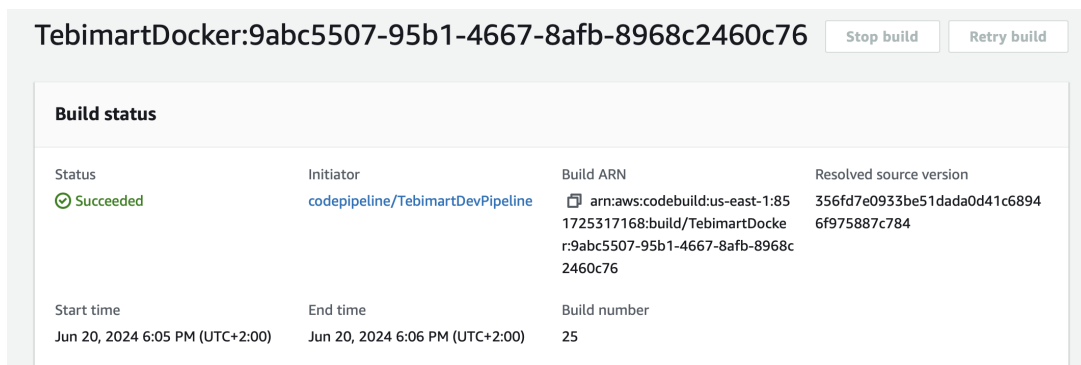 TebimartDocker:9abc5507-95b1-4667-8afb-8968c2460c76
Stop build
Retry build
Build status
Status
Initiator
Build ARN
Resolved source version
Succeeded
codepipeline/TebimartDevPipeline
arn:aws:codebuild:us-east-1:85
1725317168:build/TebimartDocke
r:9abc5507-95b1-4667-8afb-8968c
2460c76
356fd7e0933be51dada0d41c6894
6f975887c784
Start time
End time
Build number
Jun 20, 2024 6:05 PM (UTC+2:00)
Jun 20, 2024 6:06 PM (UTC+2:00)
25